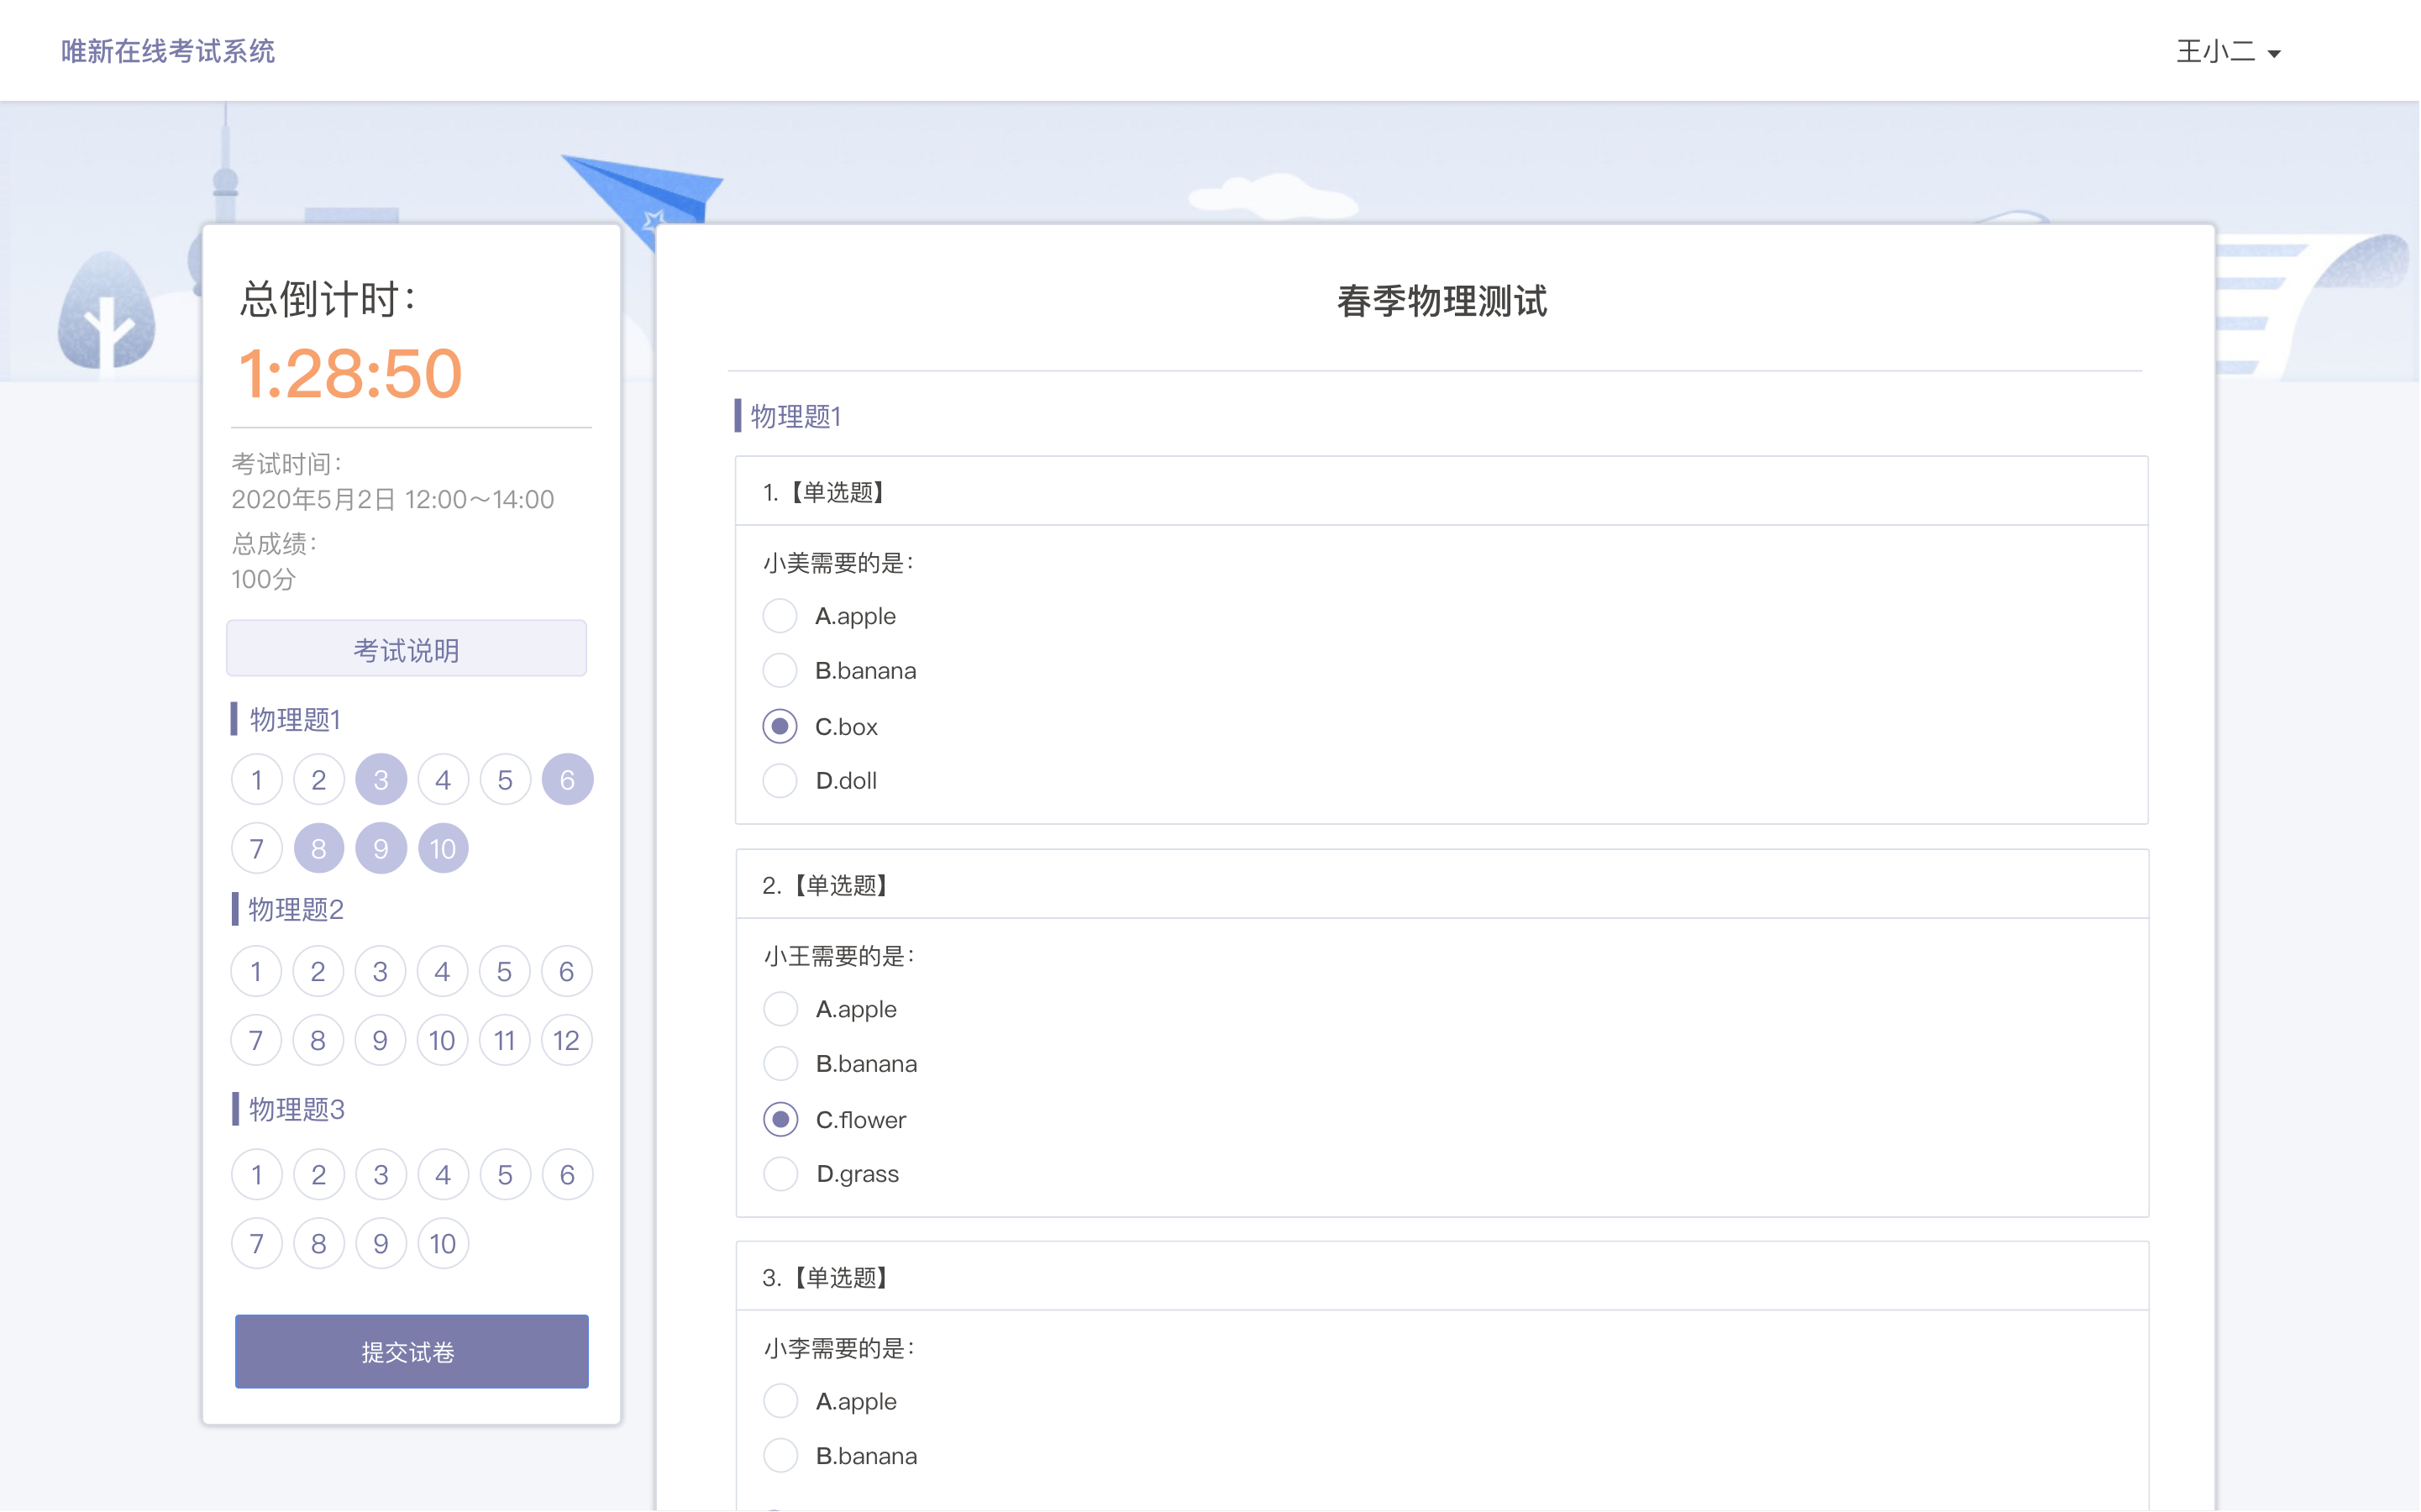 唯新在线考试系统
王小二
总倒计时：
1:28:50
考试时间：
2020年5月2日 12:00～14:00
总成绩：
100分
考试说明
物理题1
1 2 3 4 5 6
7 8 9 10
物理题2
1 2 3 4 5 6
7 8 9 10 11 12
物理题3
1 2 3 4 5 6
7 8 9 10
提交试卷
春季物理测试
物理题1
1.【单选题】
小美需要的是：
A.apple
B.banana
C.box
D.doll
2.【单选题】
小王需要的是：
A.apple
B.banana
C.flower
D.grass
3.【单选题】
小李需要的是：
A.apple
B.banana